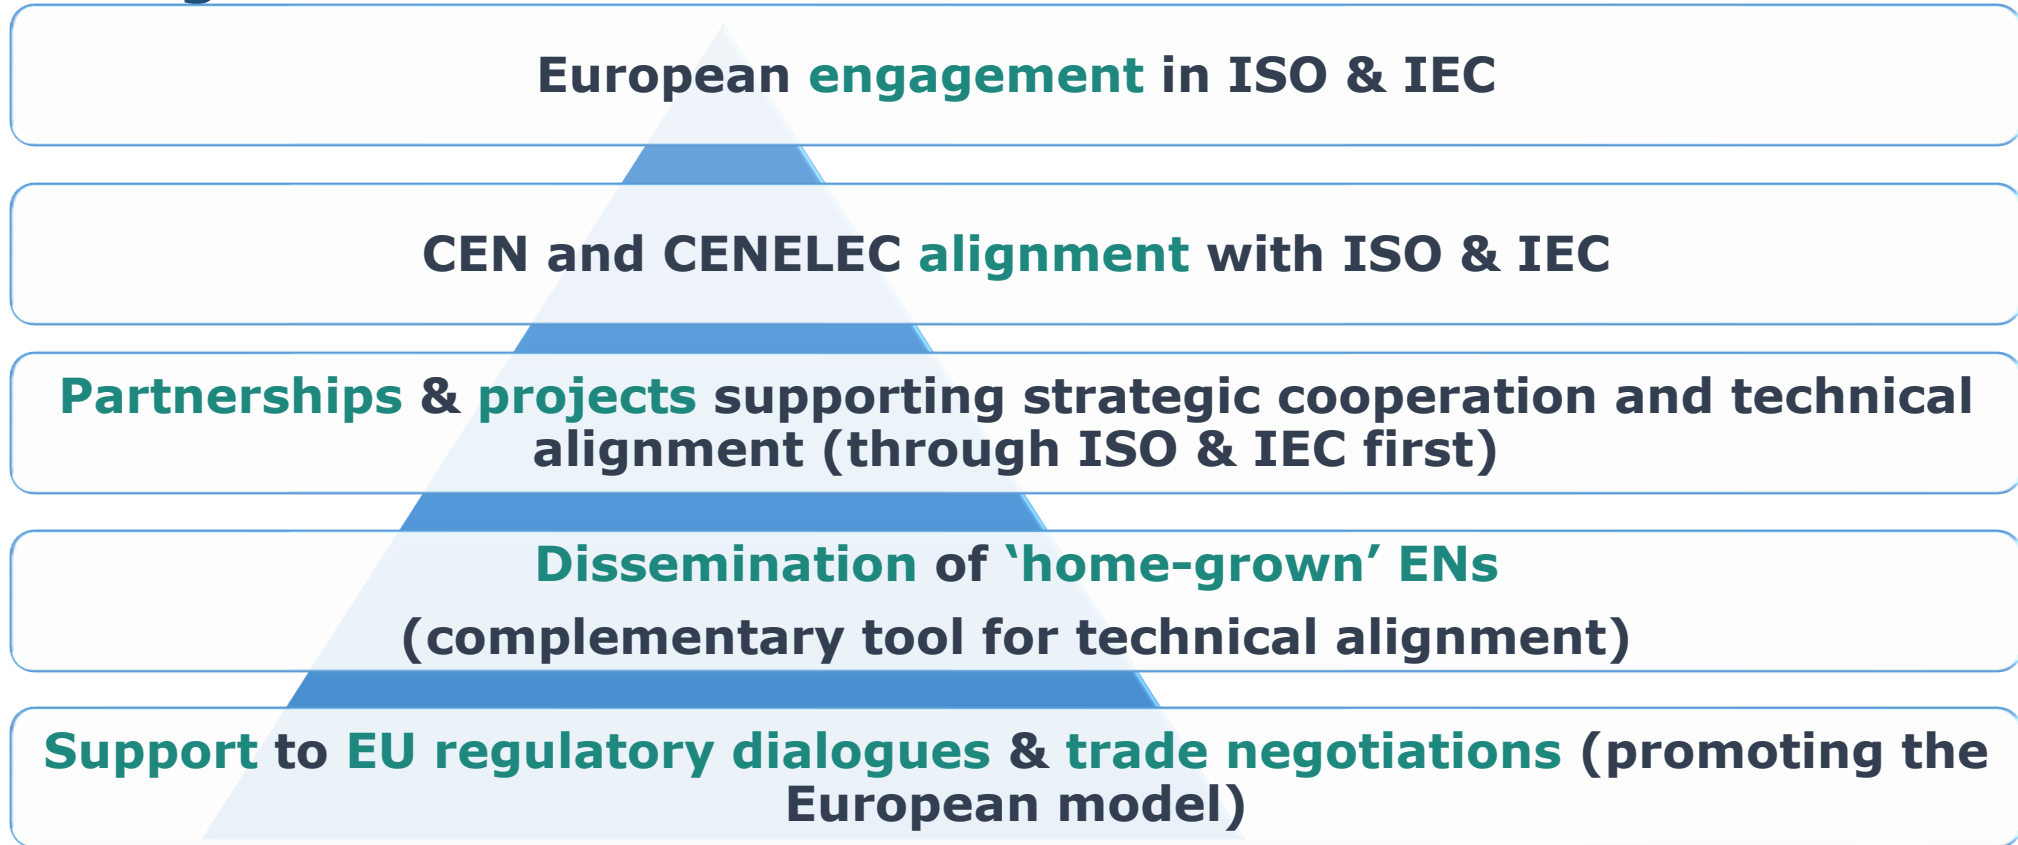 European engagement in ISO & IEC
CEN and CENELEC alignment with ISO & IEC
Partnerships & projects supporting strategic cooperation and technical
alignment (through ISO & IEC first)
Dissemination of ‘home-grown’ ENs
(complementary tool for technical alignment)
Support to EU regulatory dialogues & trade negotiations (promoting the
European model)